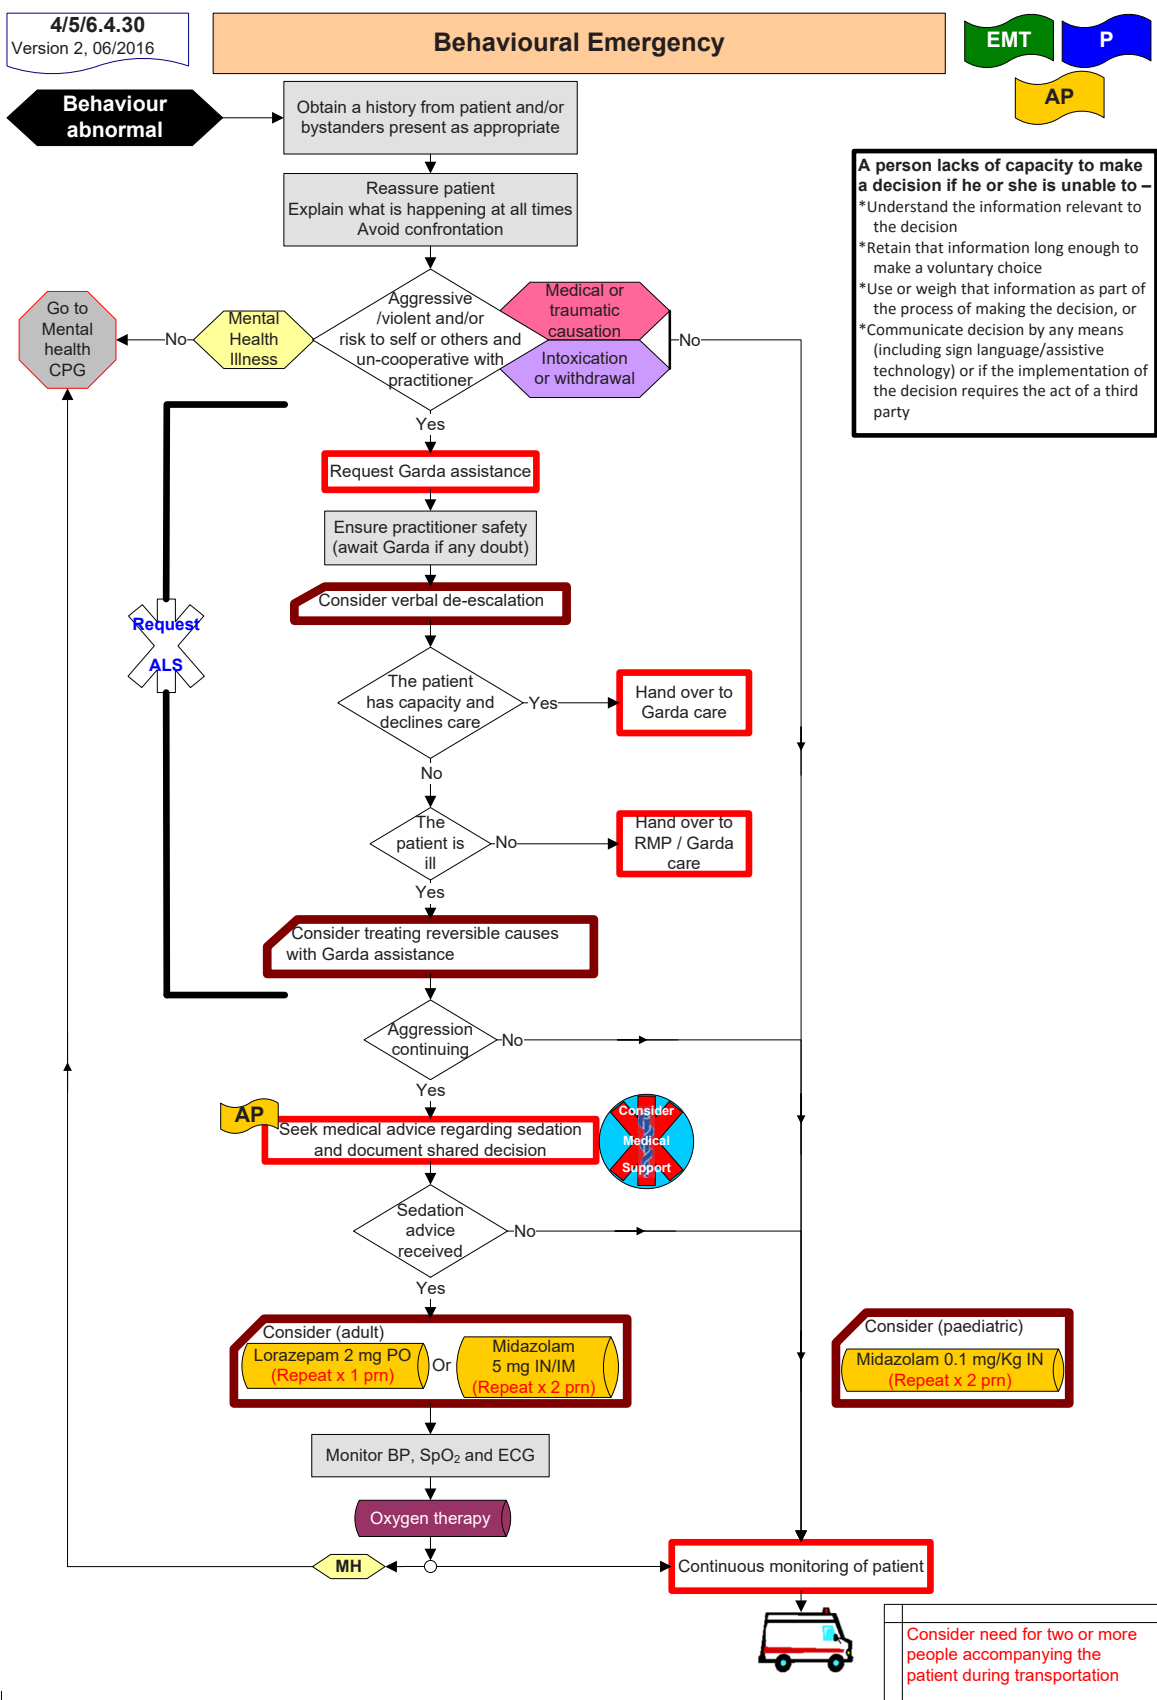 4/5/6.4.30
Version 2, 06/2016
Behavioural Emergency
EMT
P
AP
Behaviour
abnormal
Obtain a history from patient and/or
bystanders present as appropriate
Reassure patient
Explain what is happening at all times
Avoid confrontation
A person lacks of capacity to make
a decision if he or she is unable to –
*Understand the information relevant to
the decision
*Retain that information long enough to
make a voluntary choice
*Use or weigh that information as part of
the process of making the decision, or
*Communicate decision by any means
(including sign language/assistive
technology) or if the implementation of
the decision requires the act of a third
party
Go to
Mental
health
CPG
No
Mental
Health
Illness
Aggressive
/violent and/or
risk to self or others and
un-cooperative with
practitioner
Medical or
traumatic
causation
Intoxication
or withdrawal
No
Yes
Request Garda assistance
Ensure practitioner safety
(await Garda if any doubt)
Consider verbal de-escalation
Request
ALS
The patient
has capacity and
declines care
Yes
Hand over to
Garda care
No
The
patient is
ill
No
Hand over to
RMP / Garda
care
Yes
Consider treating reversible causes
with Garda assistance
Aggression
continuing
No
Yes
AP
Seek medical advice regarding sedation
and document shared decision
Consider
Medical
Support
Sedation
advice
received
No
Yes
Consider (adult)
Lorazepam 2 mg PO
(Repeat x 1 prn)
Or
Midazolam
5 mg IN/IM
(Repeat x 2 prn)
Consider (paediatric)
Midazolam 0.1 mg/Kg IN
(Repeat x 2 prn)
Monitor BP, SpO₂ and ECG
Oxygen therapy
MH
Continuous monitoring of patient
Consider need for two or more
people accompanying the
patient during transportation